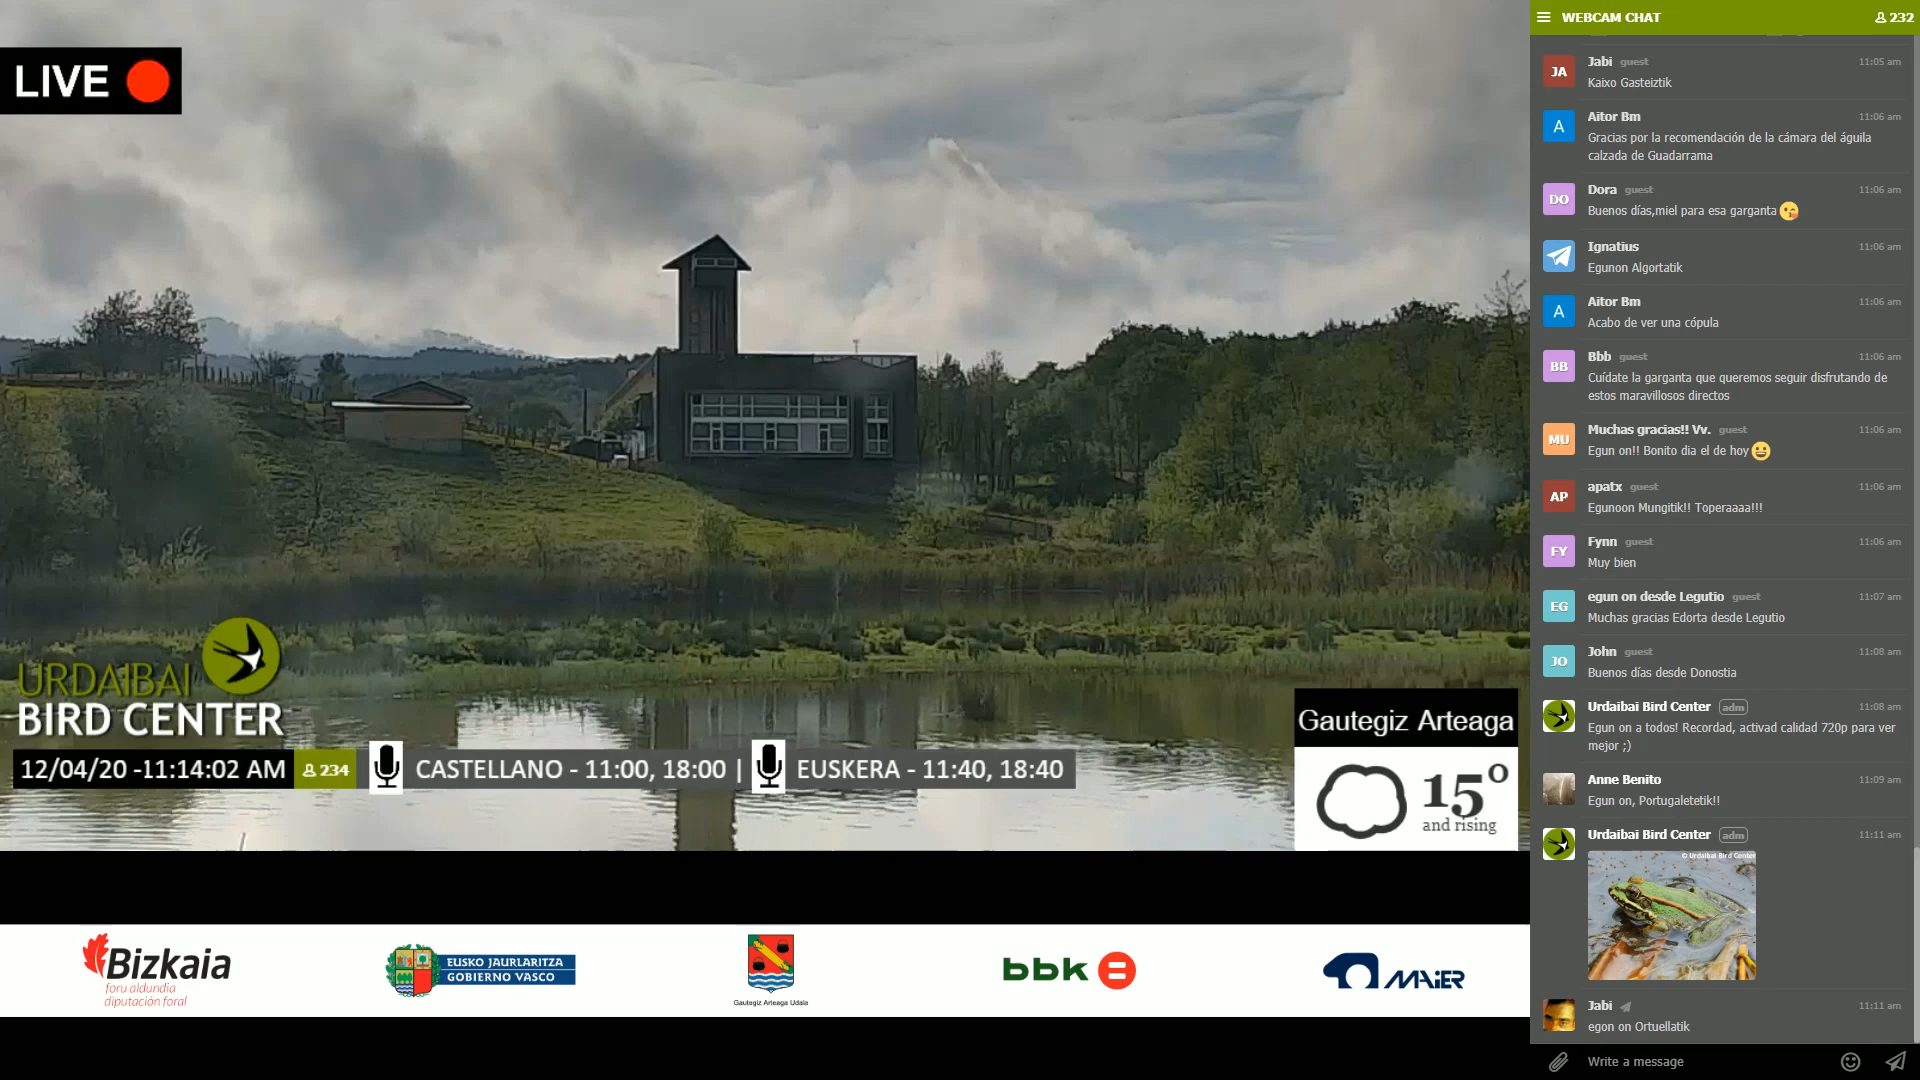 LIVE
URDAIBAI
BIRD CENTER
12/04/20 -11:14:02 AM
234
CASTELLANO - 11:00, 18:00 |
EUSKERA - 11:40, 18:40
Gautegiz Arteaga
15º
and rising
Bizkaia
foru aldundia
diputación foral
EUSKO JAURLARITZA
GOBIERNO VASCO
Gautegiz Arteaga Udala
bbk
MAIER
WEBCAM CHAT
232
JA
Jabi guest 11:05 am
Kaixo Gasteiztik
A
Aitor Bm 11:06 am
Gracias por la recomendación de la cámara del águila
calzada de Guadarrama
DO
Dora guest 11:06 am
Buenos días,miel para esa garganta
Ignatius 11:06 am
Egunon Algortatik
A
Aitor Bm 11:06 am
Acabo de ver una cópula
BB
Bbb guest 11:06 am
Cuídate la garganta que queremos seguir disfrutando de
estos maravillosos directos
MU
Muchas gracias!! Vv. guest 11:06 am
Egun on!! Bonito dia el de hoy
AP
apatx guest 11:06 am
Egunoon Mungitik!! Toperaaaa!!!
FY
Fynn guest 11:06 am
Muy bien
EG
egun on desde Legutio guest 11:07 am
Muchas gracias Edorta desde Legutio
JO
John guest 11:08 am
Buenos días desde Donostia
Urdaibai Bird Center adm 11:08 am
Egun on a todos! Recordad, activad calidad 720p para ver
mejor ;)
Anne Benito 11:09 am
Egun on, Portugaletetik!!
Urdaibai Bird Center adm 11:11 am
© Urdaibai Bird Center
Jabi 11:11 am
egon on Ortuellatik
Write a message